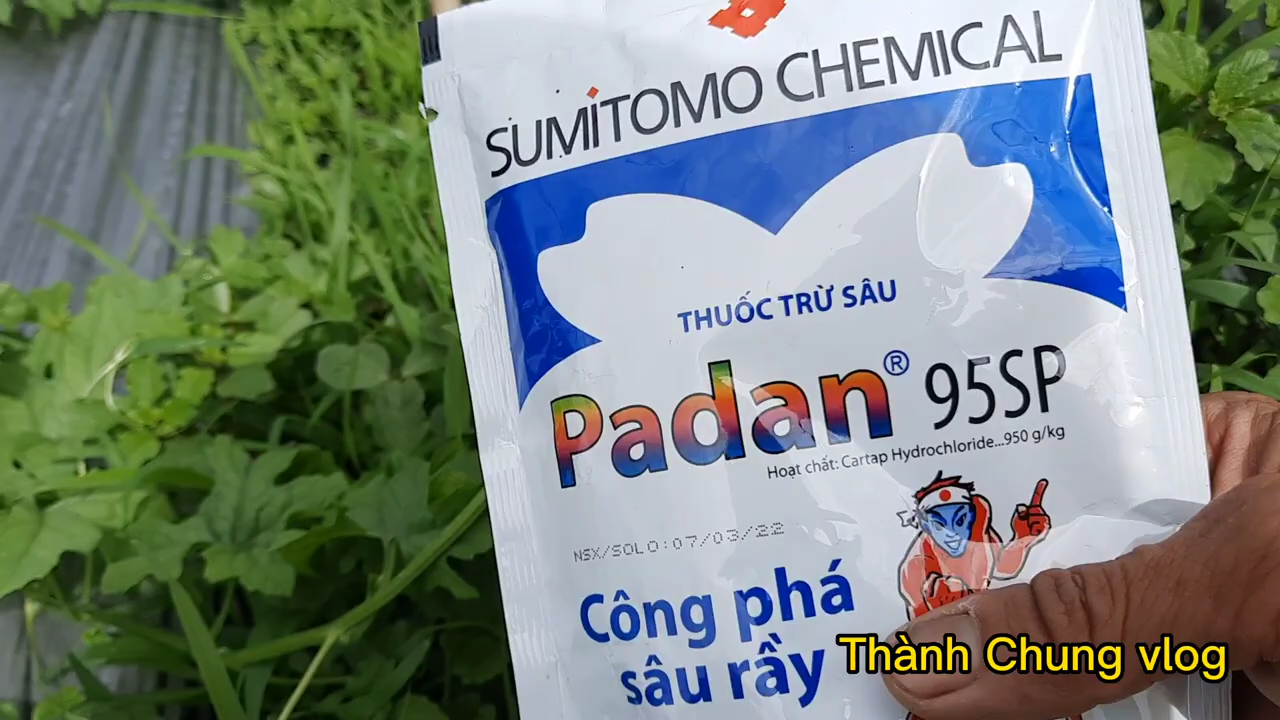 SUMITOMO CHEMICAL
THUỐC TRỪ SÂU
Padan® 95SP
Hoạt chất: Cartap Hydrochloride...950 g/kg
NSX/SOLO:07/03/22
Công phá
sâu rầy
Thành Chung vlog